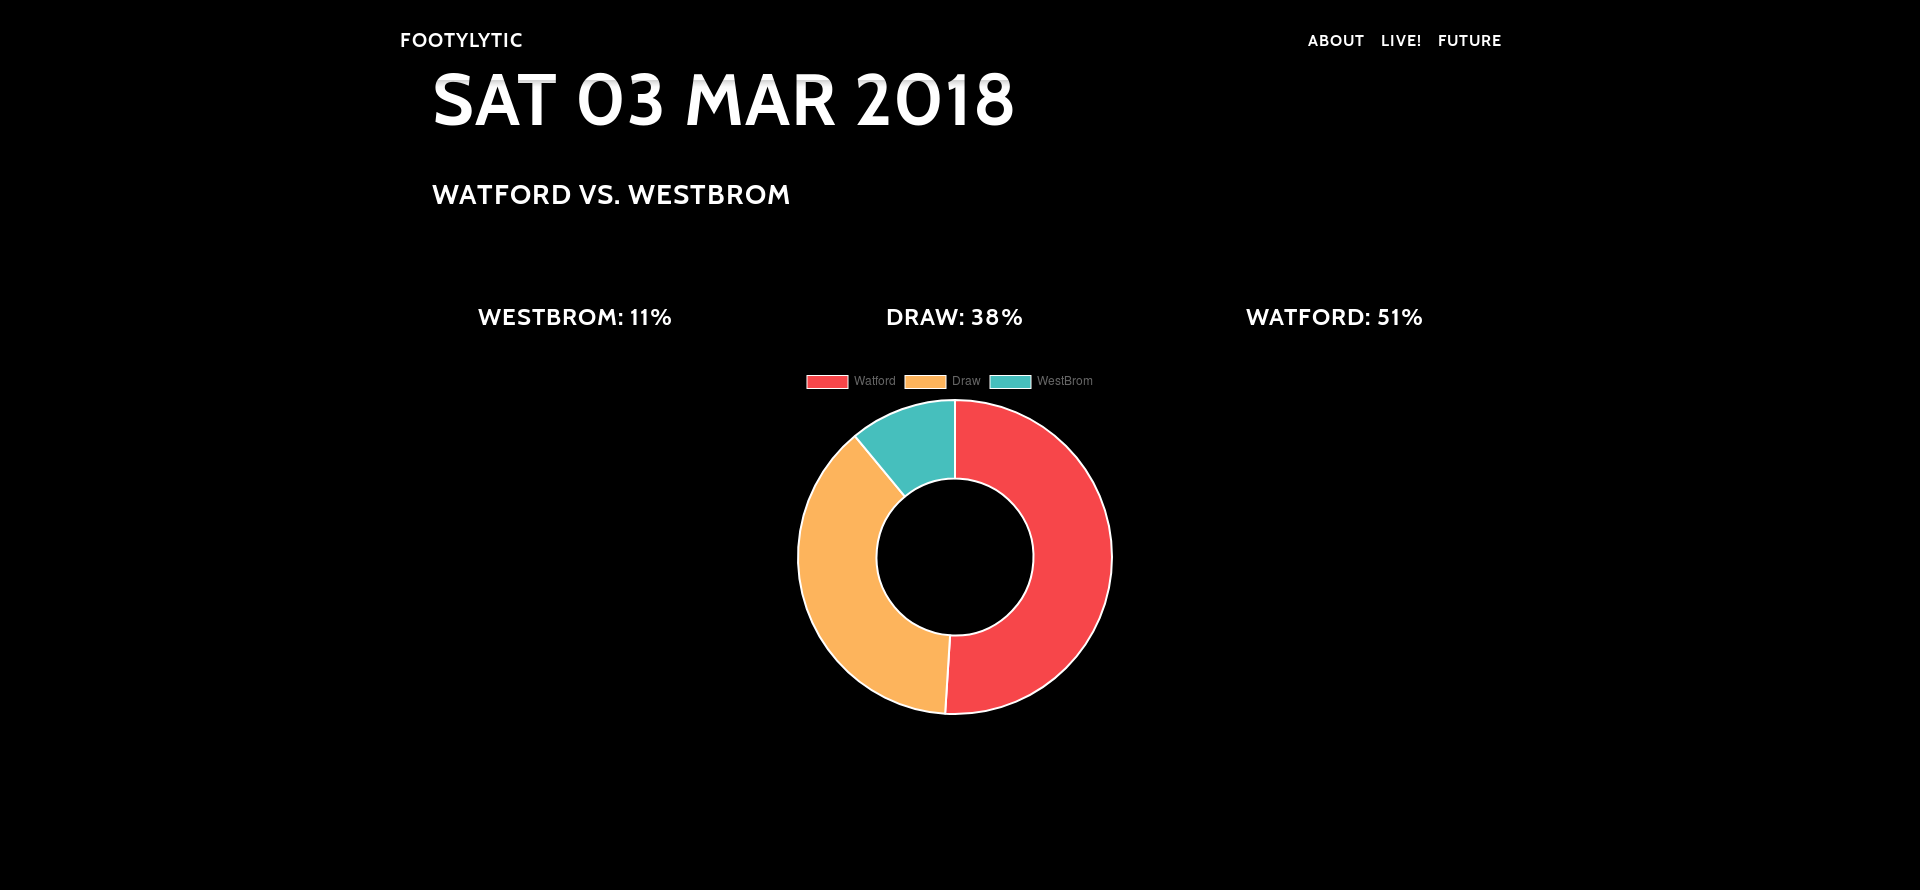 FOOTYLYTIC
ABOUT LIVE! FUTURE
SAT 03 MAR 2018
WATFORD VS. WESTBROM
WESTBROM: 11% DRAW: 38% WATFORD: 51%
Watford Draw WestBrom